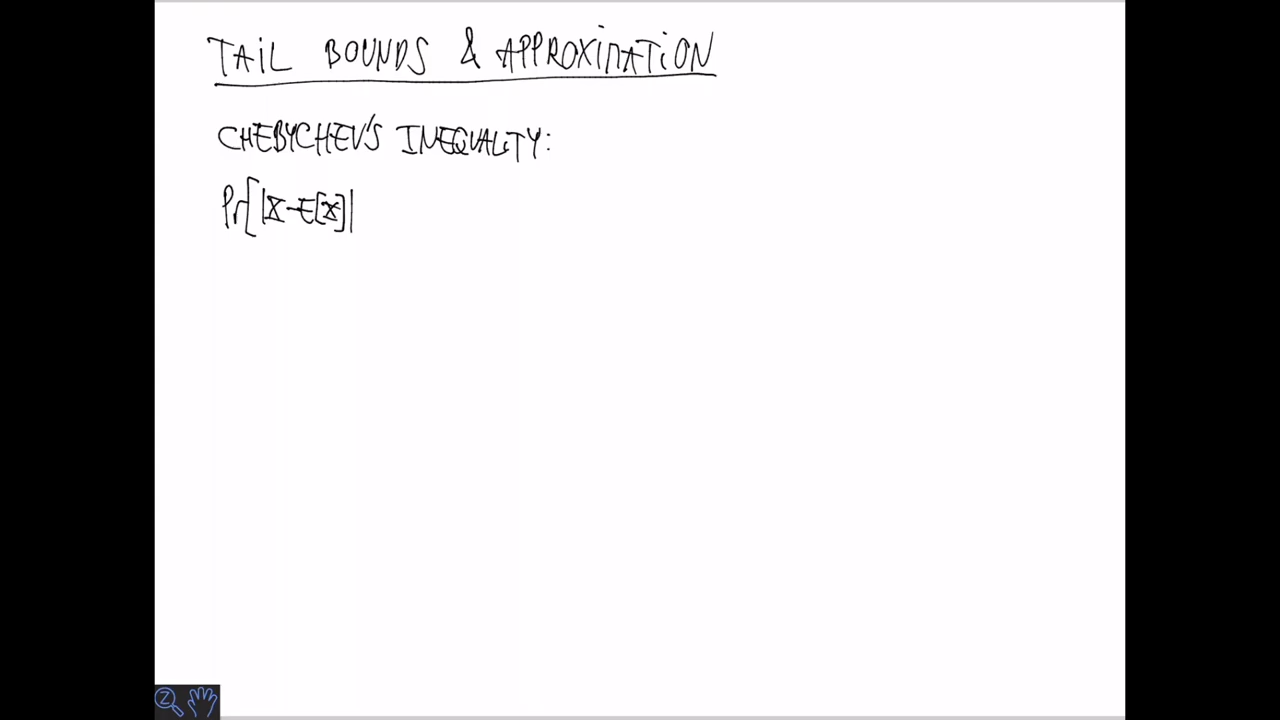 TAIL BOUNDS & APPROXIMATION
CHEBYCHEV'S INEQUALITY:
Pr[|X-E[X]|
Z